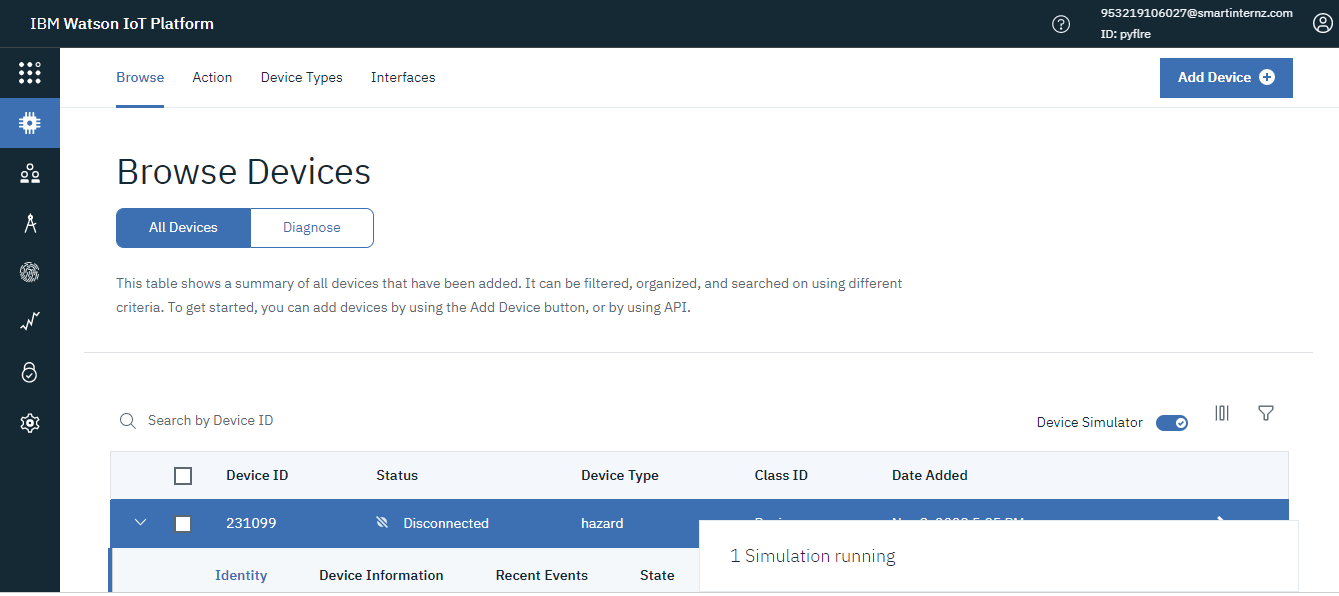 IBM Watson IoT Platform
953219106027@smartinternz.com
ID: pyflre
Browse Action Device Types Interfaces
Add Device
Browse Devices
All Devices Diagnose
This table shows a summary of all devices that have been added. It can be filtered, organized, and searched on using different
criteria. To get started, you can add devices by using the Add Device button, or by using API.
Search by Device ID
Device Simulator
Device ID Status Device Type Class ID Date Added
231099 Disconnected hazard
1 Simulation running
Identity Device Information Recent Events State